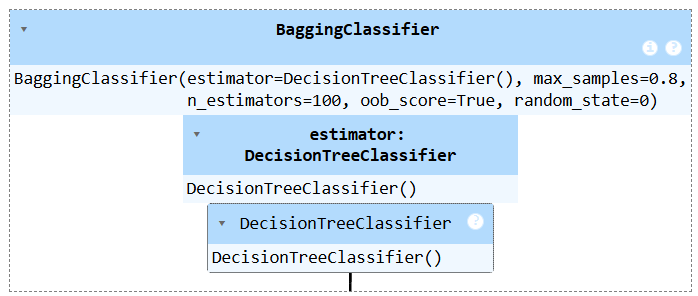 BaggingClassifier
i ?
BaggingClassifier(estimator=DecisionTreeClassifier(), max_samples=0.8,
n_estimators=100, oob_score=True, random_state=0)
estimator:
DecisionTreeClassifier
DecisionTreeClassifier()
DecisionTreeClassifier ?
DecisionTreeClassifier()